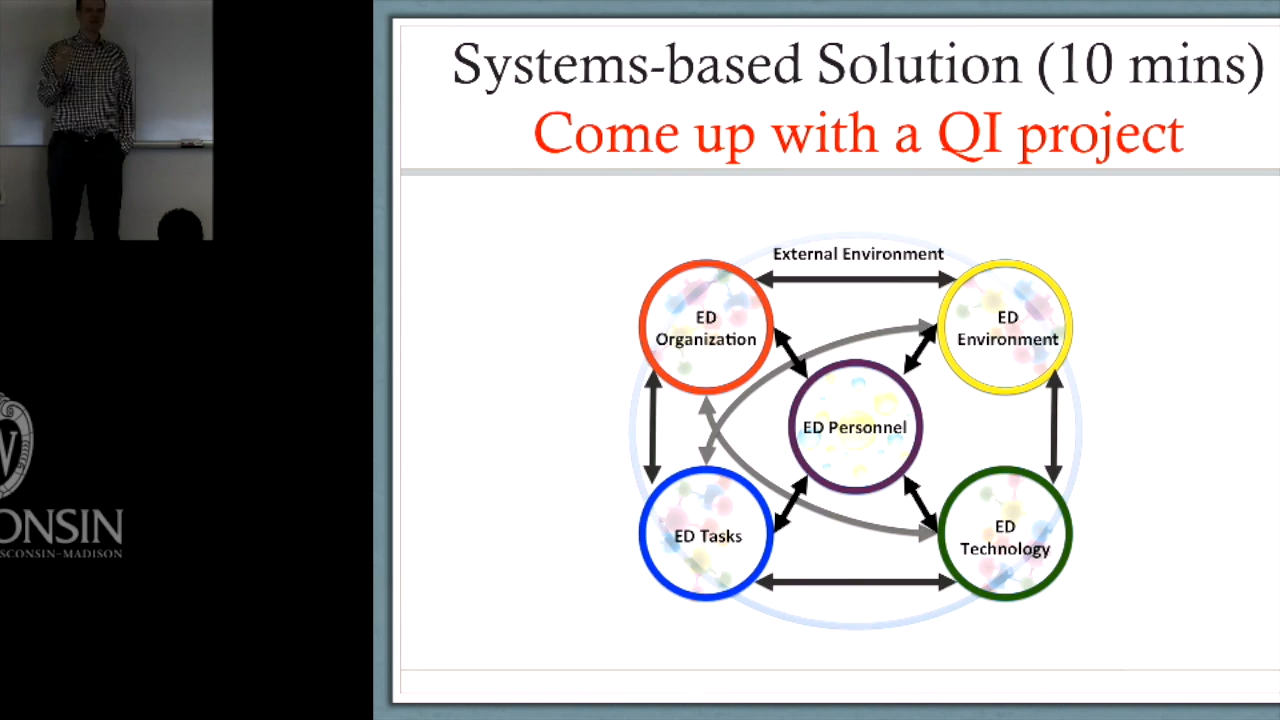 Systems-based Solution (10 mins)
Come up with a QI project
External Environment
ED
Organization
ED
Environment
ED Personnel
ED Tasks
ED
Technology
W
ONSIN
SCONSIN–MADISON